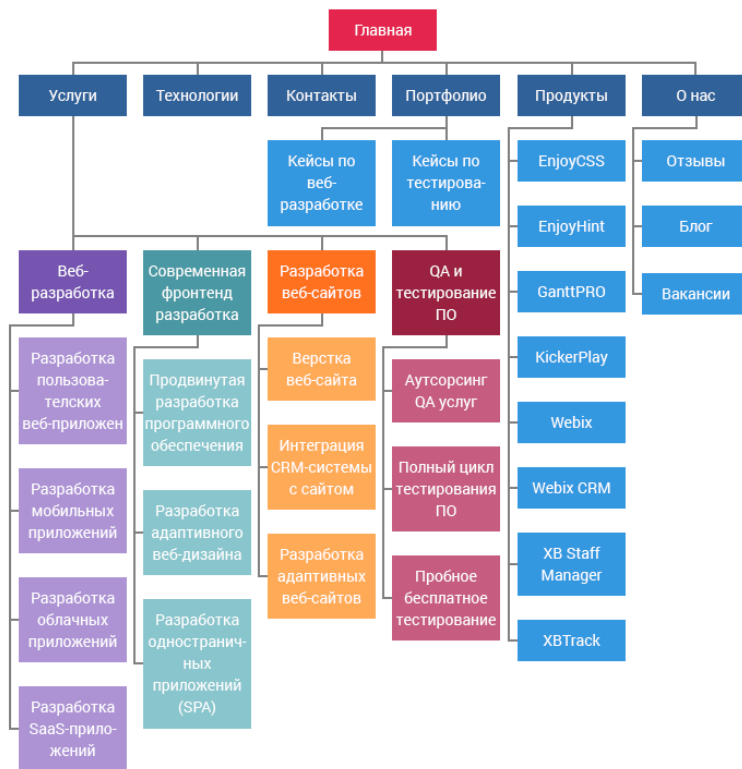 Главная
Услуги
Технологии
Контакты
Портфолио
Продукты
О нас
Кейсы по
веб-
разработке
Кейсы по
тестирова-
нию
EnjoyCSS
EnjoyHint
GanttPRO
KickerPlay
Webix
Webix CRM
XB Staff
Manager
XBTrack
Отзывы
Блог
Вакансии
Веб-
разработка
Разработка
пользова-
телских
веб-приложен
Разработка
мобильных
приложений
Разработка
облачных
приложений
Разработка
SaaS-прило-
жений
Современная
фронтенд
разработка
Продвинутая
разработка
программного
обеспечения
Разработка
адаптивного
веб-дизайна
Разработка
одностранич-
ных
приложений
(SPA)
Разработка
веб-сайтов
Верстка
веб-сайта
Интеграция
CRM-системы
с сайтом
Разработка
адаптивных
веб-сайтов
QA и
тестирование
ПО
Аутсорсинг
QA услуг
Полный цикл
тестирования
ПО
Пробное
бесплатное
тестирование